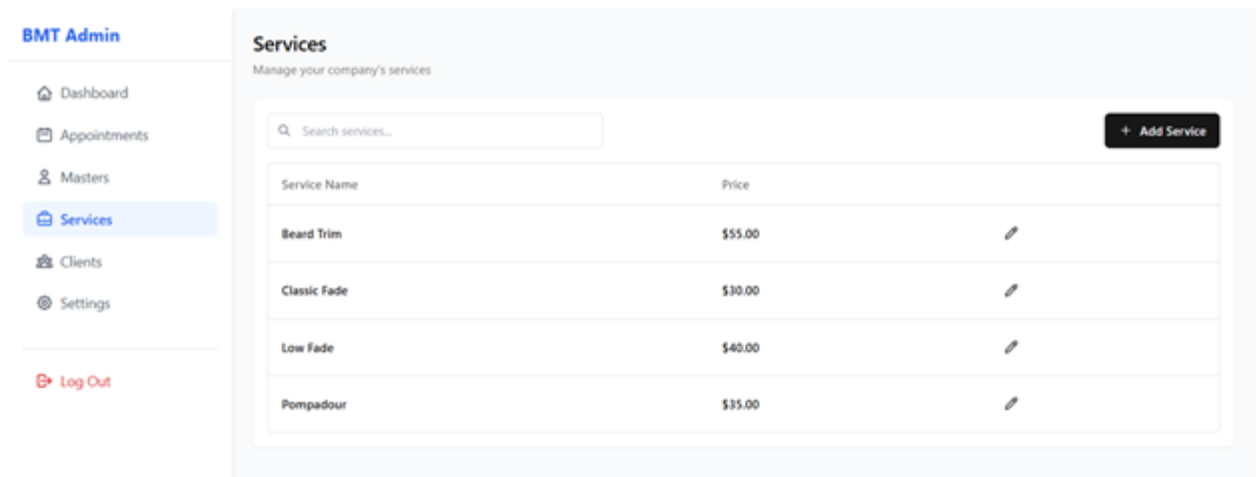 BMT Admin
Dashboard
Appointments
Masters
Services
Clients
Settings
Log Out
Services
Manage your company's services
Search services...
+ Add Service
Service Name Price
Beard Trim $55.00
Classic Fade $30.00
Low Fade $40.00
Pompadour $35.00